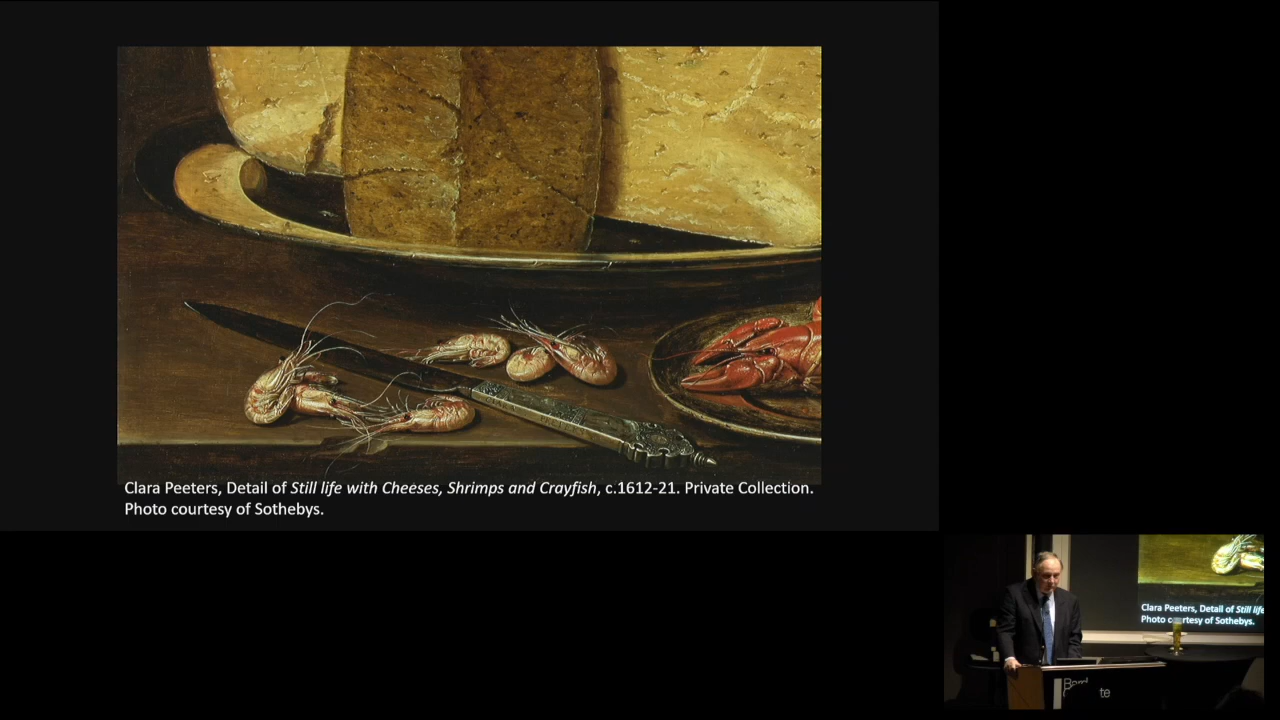 Clara Peeters, Detail of Still life with Cheeses, Shrimps and Crayfish, c.1612-21. Private Collection.
Photo courtesy of Sothebys.
Clara Peeters, Detail of Still life
Photo courtesy of Sothebys.